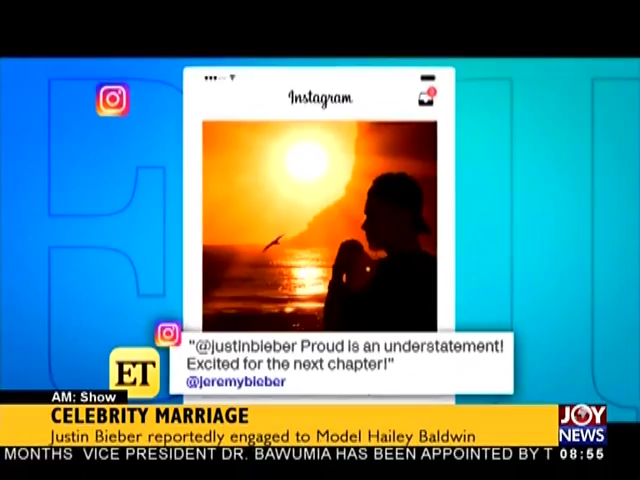 Instagram
"@justinbieber Proud is an understatement!
Excited for the next chapter!"
@jeremybieber
ET
AM: Show
CELEBRITY MARRIAGE
Justin Bieber reportedly engaged to Model Hailey Baldwin
JOY
NEWS
MONTHS VICE PRESIDENT DR. BAWUMIA HAS BEEN APPOINTED BY T
08:55